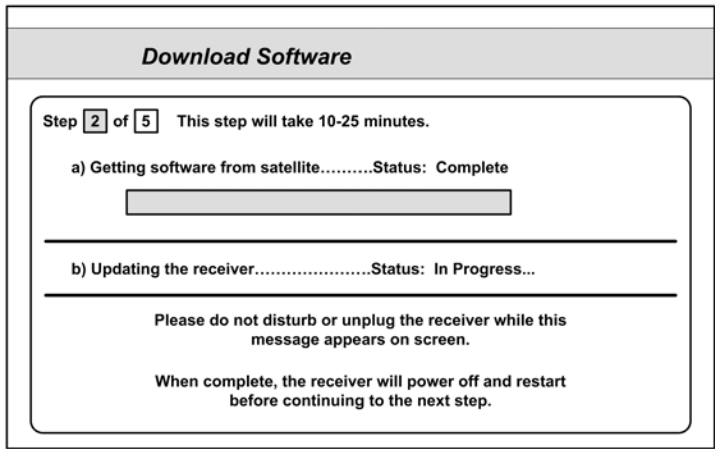 Download Software
Step 2 of 5 This step will take 10-25 minutes.
a) Getting software from satellite..........Status: Complete
b) Updating the receiver......................Status: In Progress...
Please do not disturb or unplug the receiver while this
message appears on screen.
When complete, the receiver will power off and restart
before continuing to the next step.